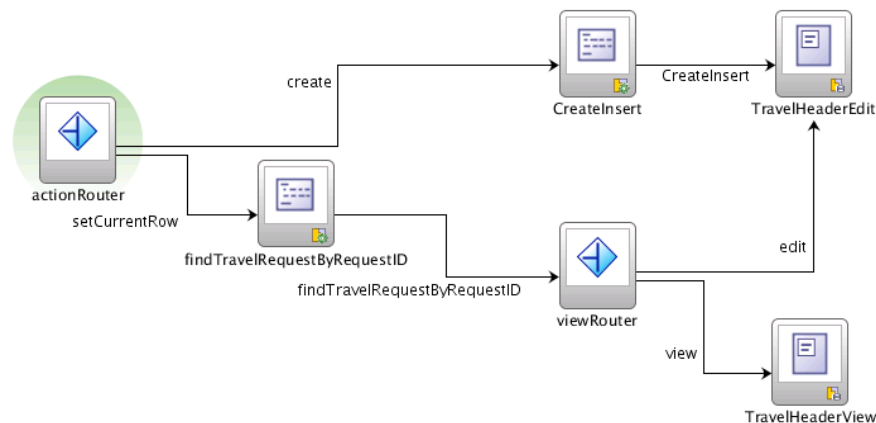 create
CreateInsert
CreateInsert
TravelHeaderEdit
actionRouter
setCurrentRow
findTravelRequestByRequestID
findTravelRequestByRequestID
edit
viewRouter
view
TravelHeaderView